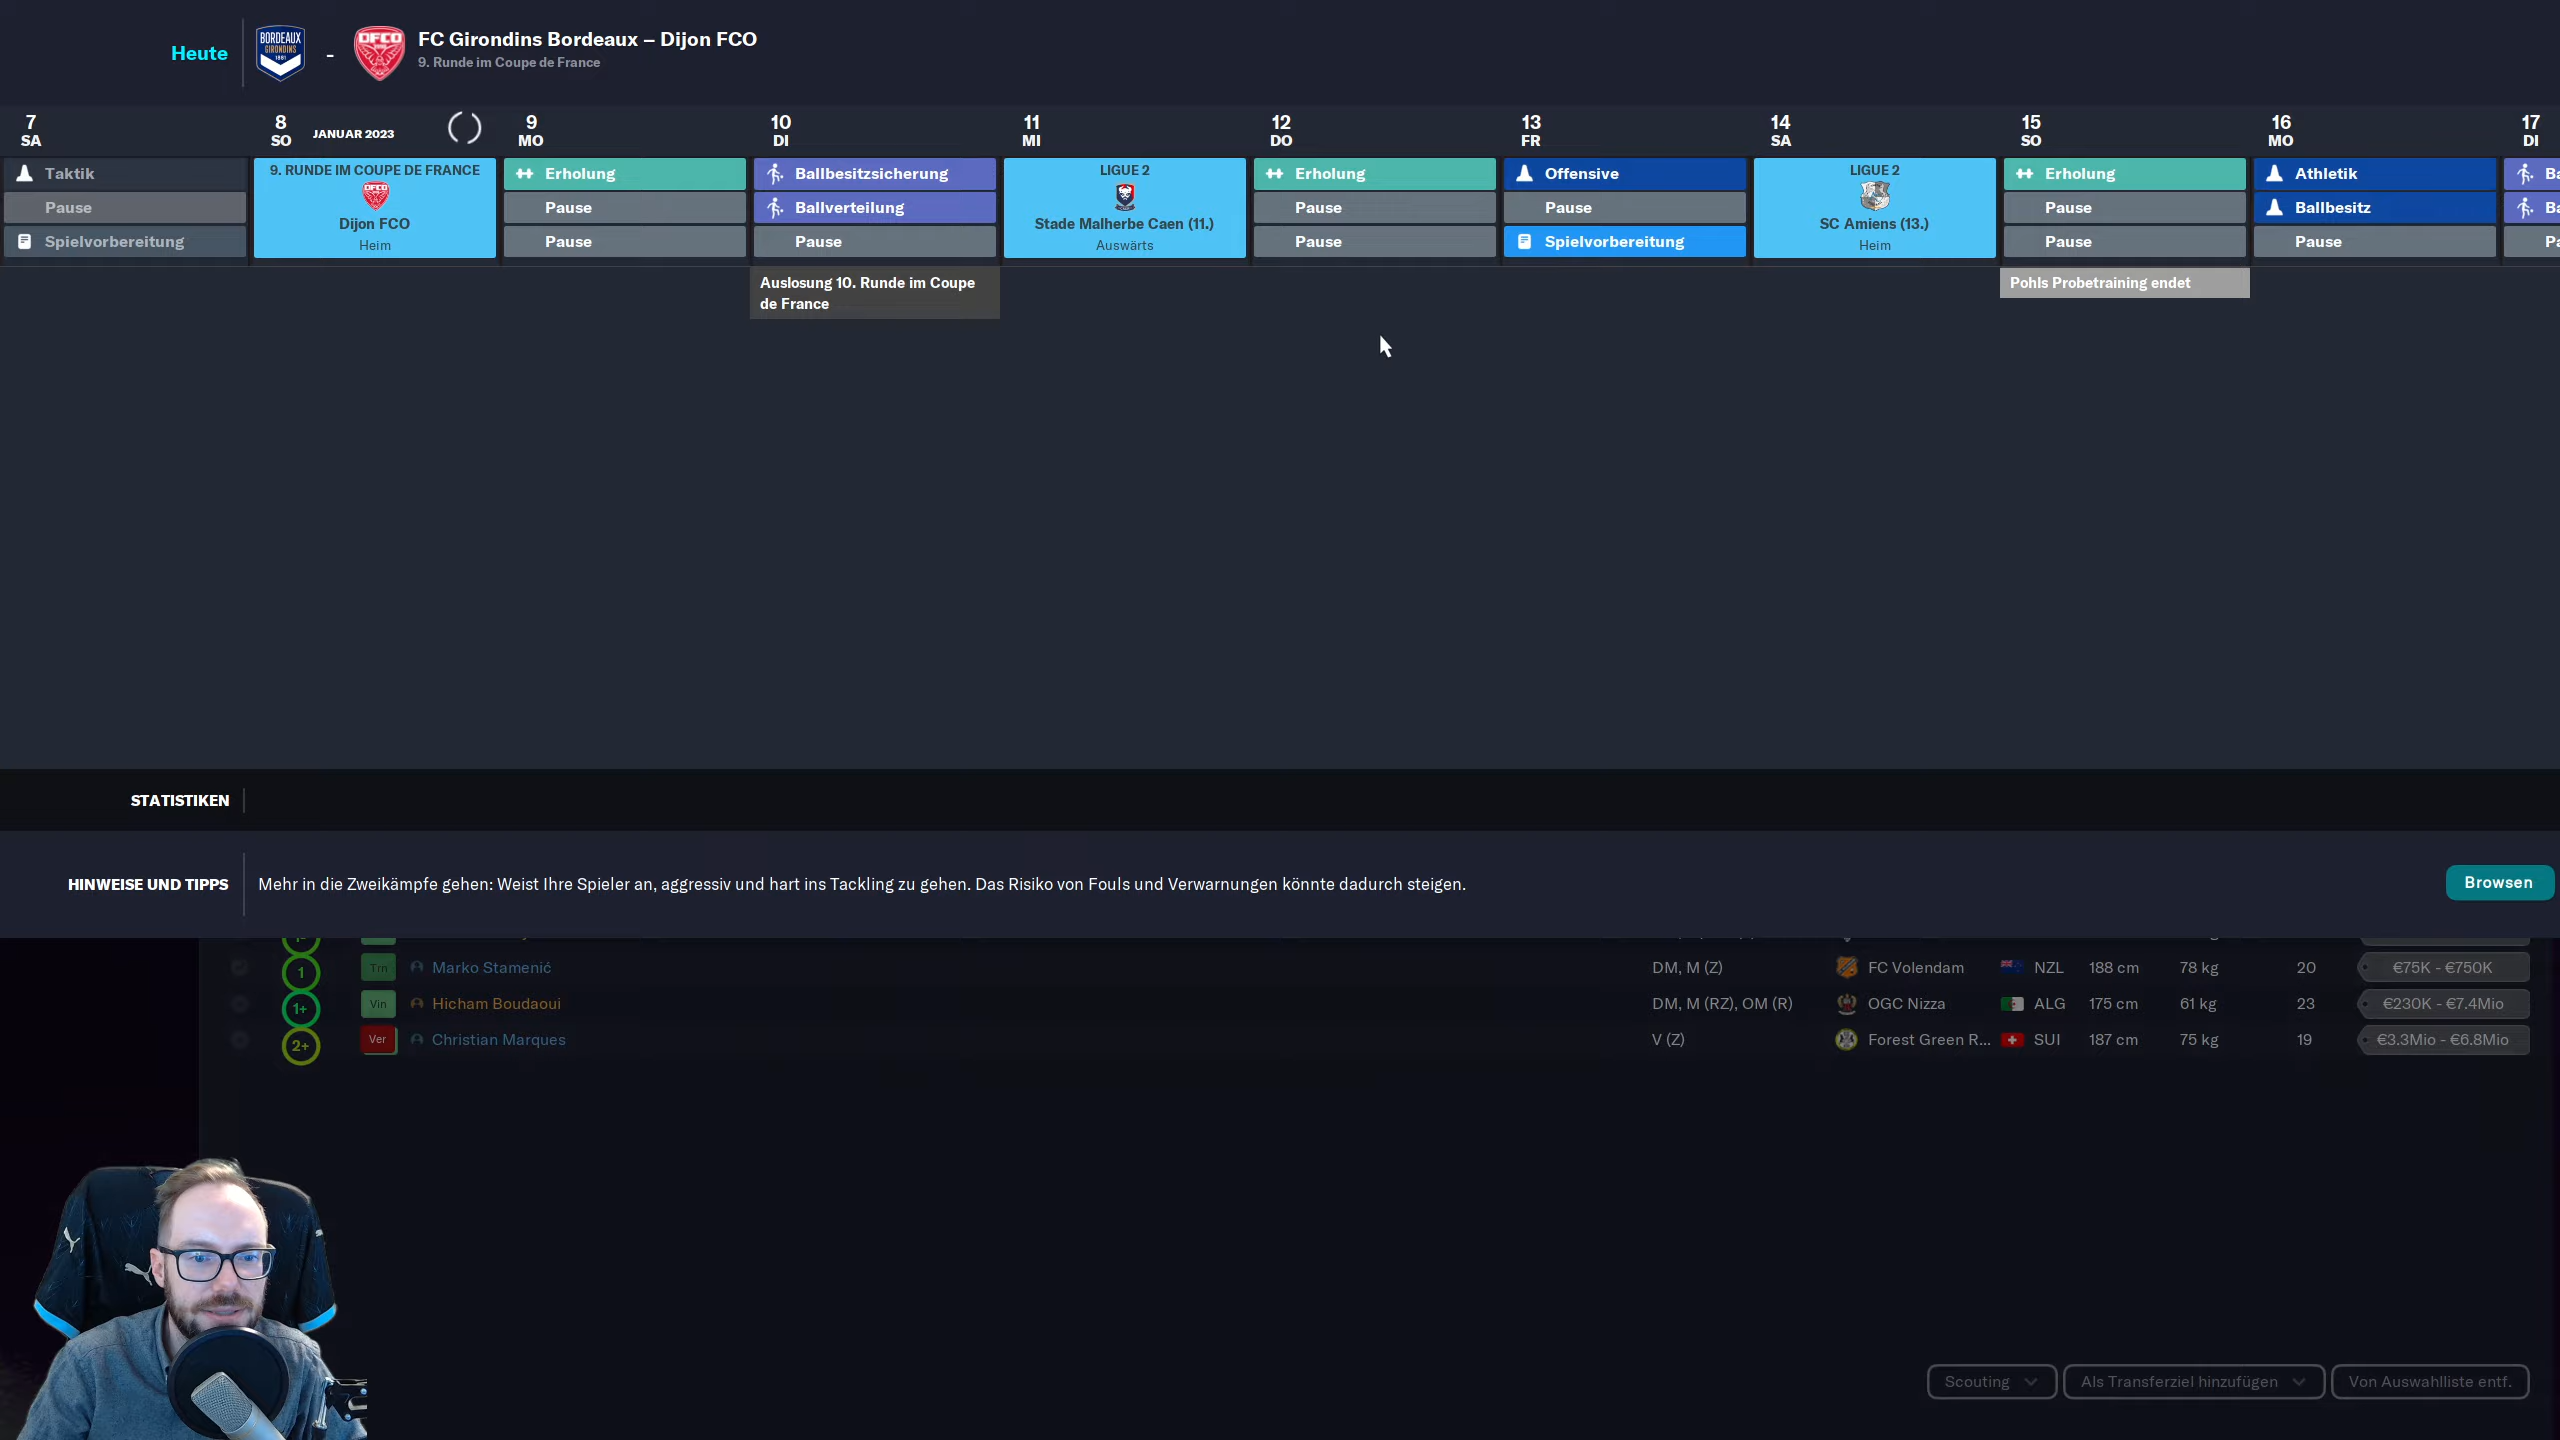 Heute
BORDEAUX
GIRONDINS
1881
-
DFCO
FC Girondins Bordeaux – Dijon FCO
9. Runde im Coupe de France
7
SA
8
SO
JANUAR 2023
9
MO
10
DI
11
MI
12
DO
13
FR
14
SA
15
SO
16
MO
17
DI
Taktik
Pause
Spielvorbereitung
9. RUNDE IM COUPE DE FRANCE
Dijon FCO
Heim
Erholung
Pause
Pause
Ballbesitzsicherung
Ballverteilung
Pause
Auslosung 10. Runde im Coupe
de France
LIGUE 2
Stade Malherbe Caen (11.)
Auswärts
Erholung
Pause
Pause
Offensive
Pause
Spielvorbereitung
LIGUE 2
SC Amiens (13.)
Heim
Erholung
Pause
Pause
Pohls Probetraining endet
Athletik
Ballbesitz
Pause
Ba
Ba
Pa
STATISTIKEN
HINWEISE UND TIPPS
Mehr in die Zweikämpfe gehen: Weist Ihre Spieler an, aggressiv und hart ins Tackling zu gehen. Das Risiko von Fouls und Verwarnungen könnte dadurch steigen.
Browsen
1 Trn Marko Stamenić DM, M (Z) FC Volendam NZL 188 cm 78 kg 20 €75K - €750K
1+ Vin Hicham Boudaoui DM, M (RZ), OM (R) OGC Nizza ALG 175 cm 61 kg 23 €230K - €7.4Mio
2+ Ver Christian Marques V (Z) Forest Green R... SUI 187 cm 75 kg 19 €3.3Mio - €6.8Mio
Scouting
Als Transferziel hinzufügen
Von Auswahlliste entf.